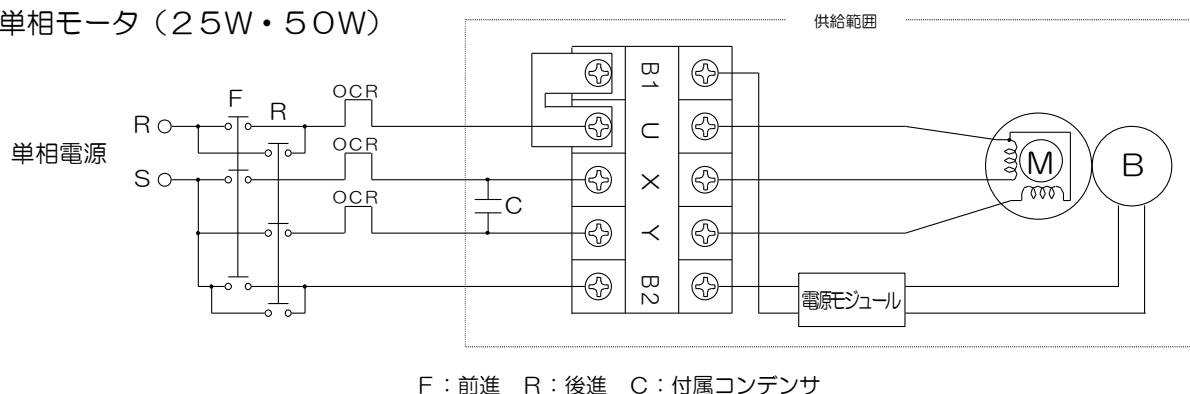 単相モータ（２５Ｗ・５０Ｗ）
供給範囲
F
R
OCR
B1
R
U
単相電源
OCR
M
B
S
X
OCR
C
Y
B2
電源モジュール
F：前進　R：後進　C：付属コンデンサ